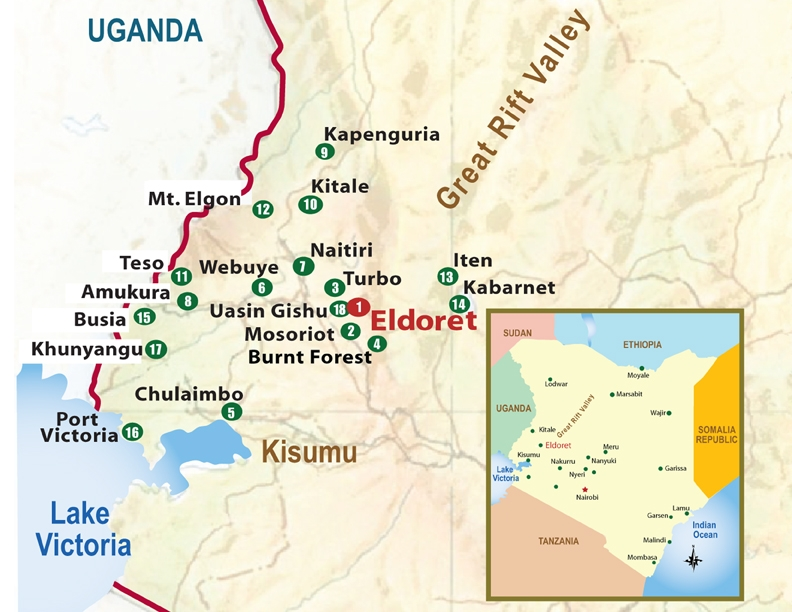 UGANDA
Great Rift Valley
Kapenguria
9
Kitale
10
Mt. Elgon
12
Naitiri
7
Teso
11
Webuye
6
Turbo
3
Iten
13
Kabarnet
14
Amukura
8
Uasin Gishu
18
1
Eldoret
Busia
15
Mosoriot
2
Khunyangu
17
Burnt Forest
4
Chulaimbo
5
Port
Victoria
16
Kisumu
Lake
Victoria
SUDAN
ETHIOPIA
Moyale
Lodwar
Marsabit
UGANDA
Great Rift Valley
Wajir
Kitale
SOMALIA
REPUBLIC
Eldoret
Meru
Kisumu
Nakurru
Nanyuki
Garissa
Lake
Victoria
Nyeri
Nairobi
Lamu
Garsen
Indian
Ocean
TANZANIA
Malindi
Mombasa
N